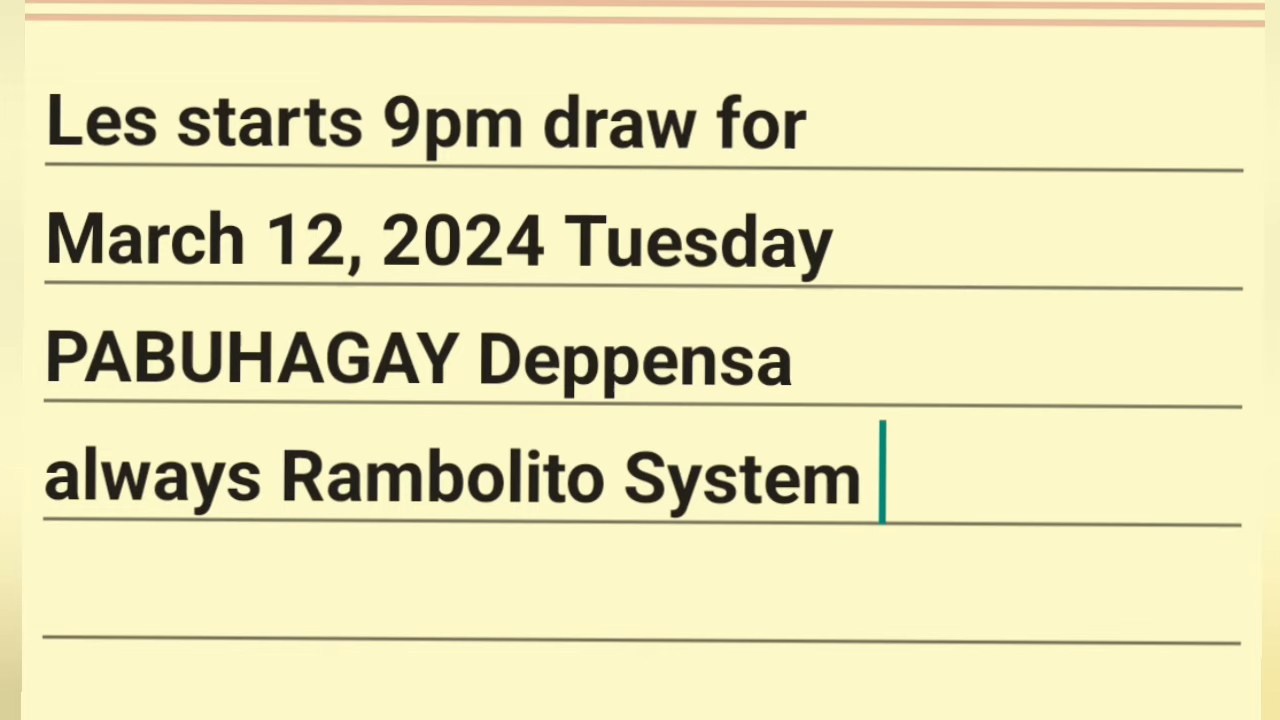 Les starts 9pm draw for
March 12, 2024 Tuesday
PABUHAGAY Deppensa
always Rambolito System